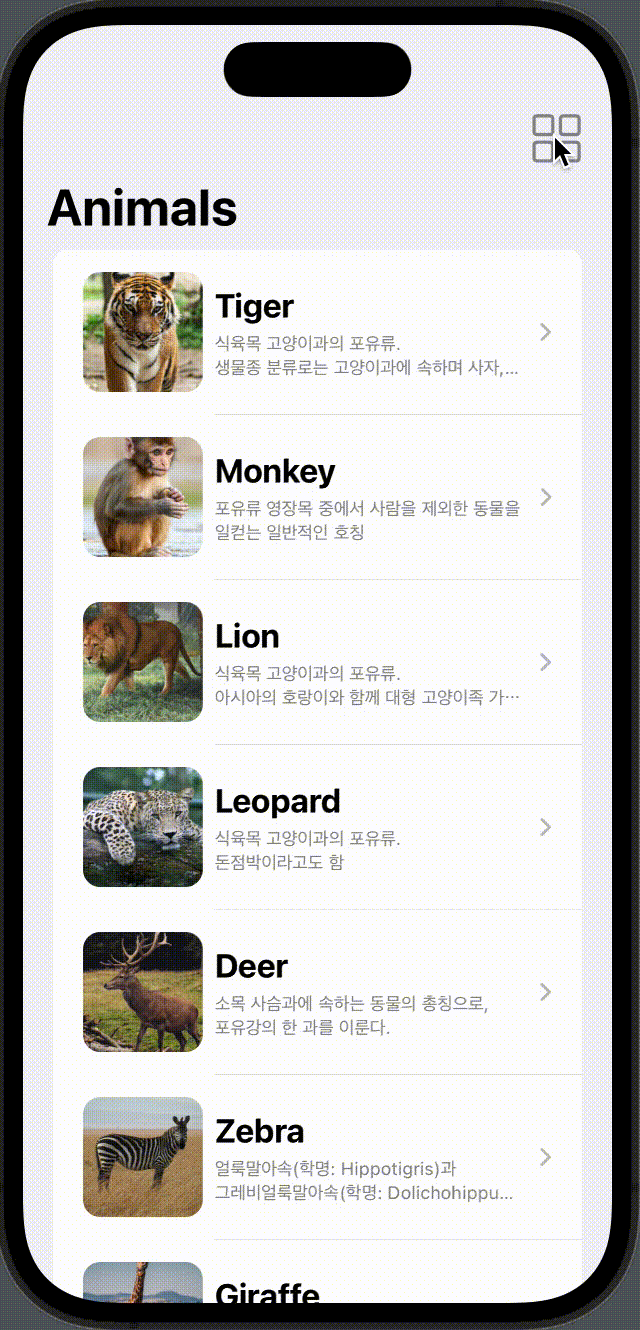 Animals
Tiger
식육목 고양이과의 포유류.
생물종 분류로는 고양이과에 속하며 사자,...
Monkey
포유류 영장목 중에서 사람을 제외한 동물을
일컫는 일반적인 호칭
Lion
식육목 고양이과의 포유류.
아시아의 호랑이와 함께 대형 고양이족 가...
Leopard
식육목 고양이과의 포유류.
돈점박이라고도 함
Deer
소목 사슴과에 속하는 동물의 총칭으로,
포유강의 한 과를 이룬다.
Zebra
얼룩말아속(학명: Hippotigris)과
그레비얼룩말아속(학명: Dolichohippu...
Giraffe